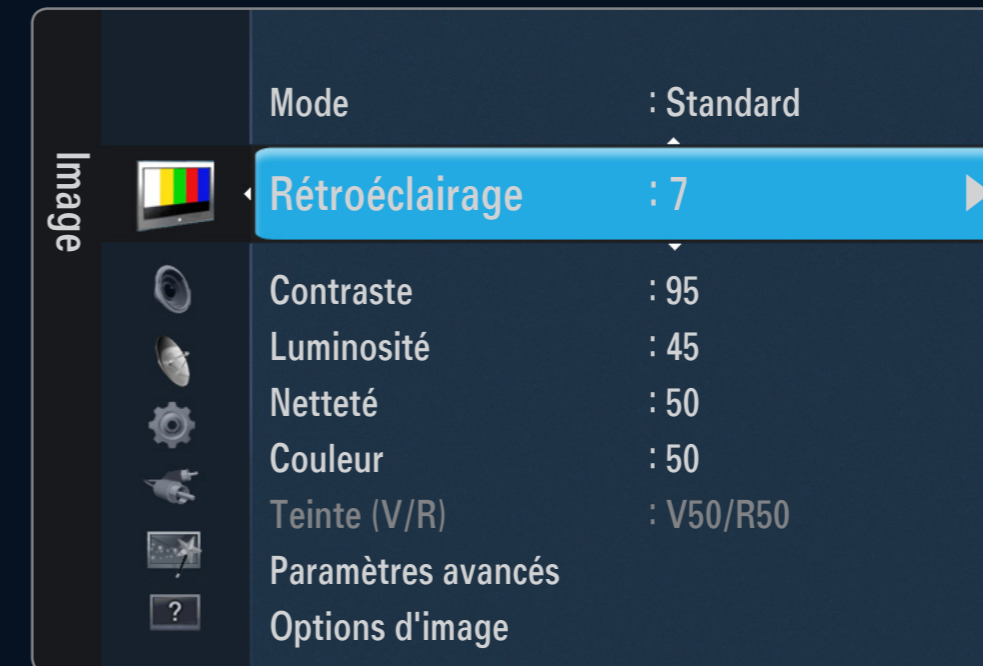 Image
Mode : Standard
Rétroéclairage : 7
Contraste : 95
Luminosité : 45
Netteté : 50
Couleur : 50
Teinte (V/R) : V50/R50
Paramètres avancés
Options d'image
?